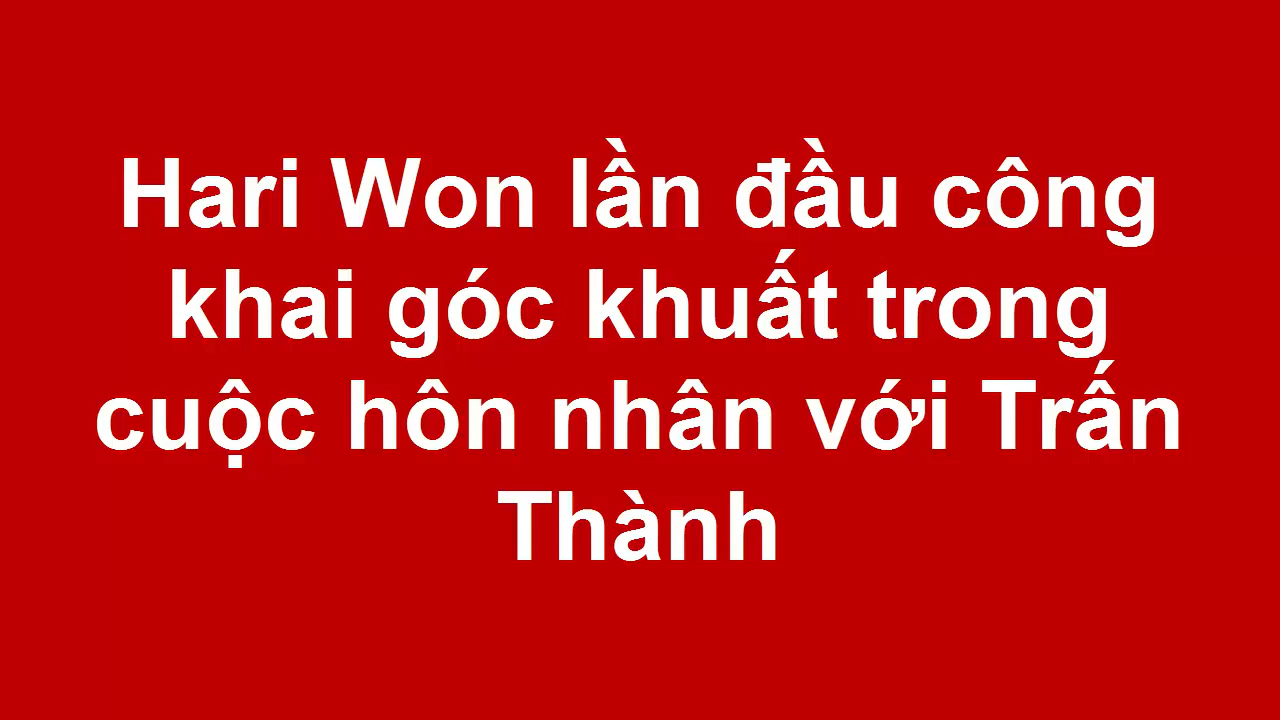 Hari Won lần đầu công
khai góc khuất trong
cuộc hôn nhân với Trấn
Thành